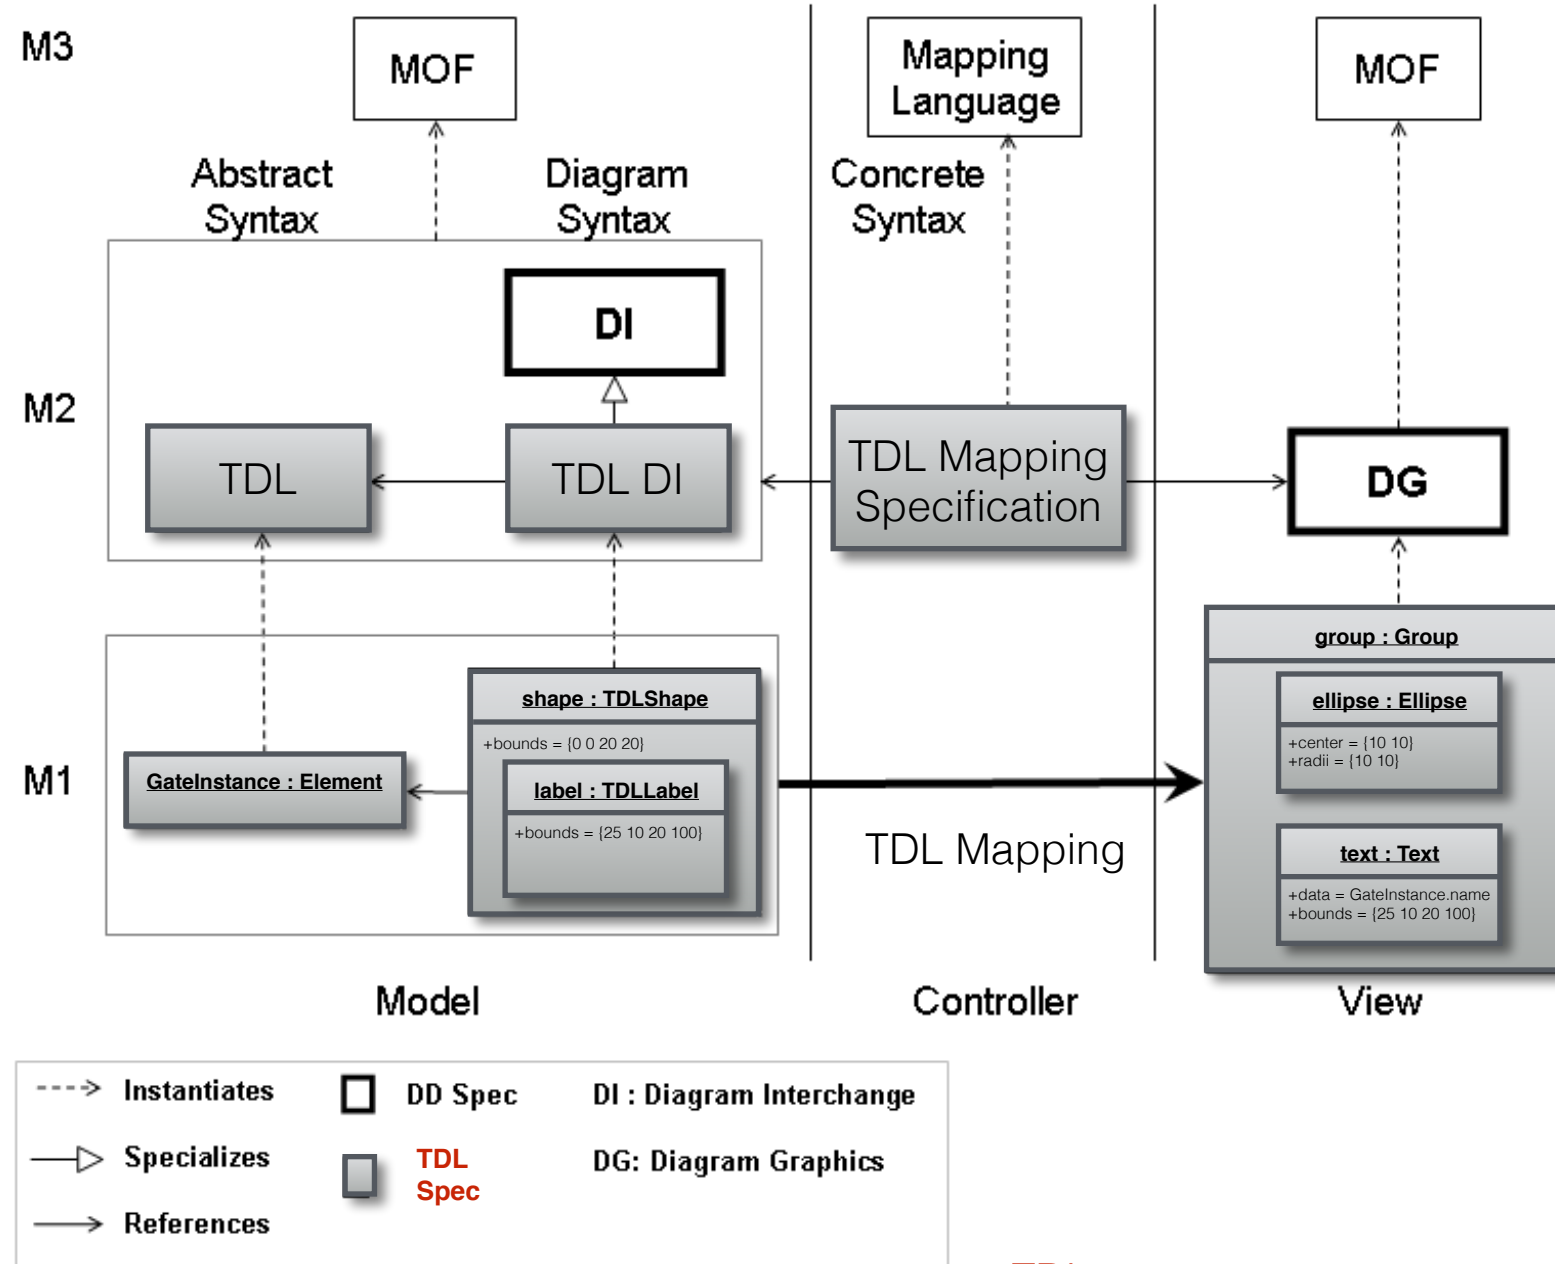 M3
MOF
Mapping
Language
MOF
Abstract
Syntax
Diagram
Syntax
Concrete
Syntax
DI
M2
TDL
TDL DI
TDL Mapping
Specification
DG
group : Group
shape : TDLShape
+bounds = {0 0 20 20}
ellipse : Ellipse
+center = {10 10}
+radii = {10 10}
M1
GateInstance : Element
label : TDLLabel
+bounds = {25 10 20 100}
TDL Mapping
text : Text
+data = GateInstance.name
+bounds = {25 10 20 100}
Model
Controller
View
Instantiates
DD Spec
DI : Diagram Interchange
Specializes
TDL
Spec
DG: Diagram Graphics
References